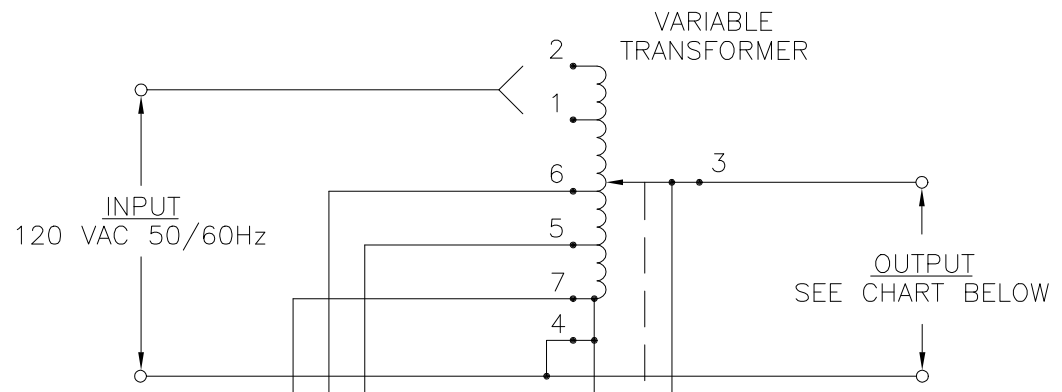 VARIABLE
TRANSFORMER
2
1
3
6
INPUT
120 VAC 50/60Hz
5
OUTPUT
SEE CHART BELOW
7
4